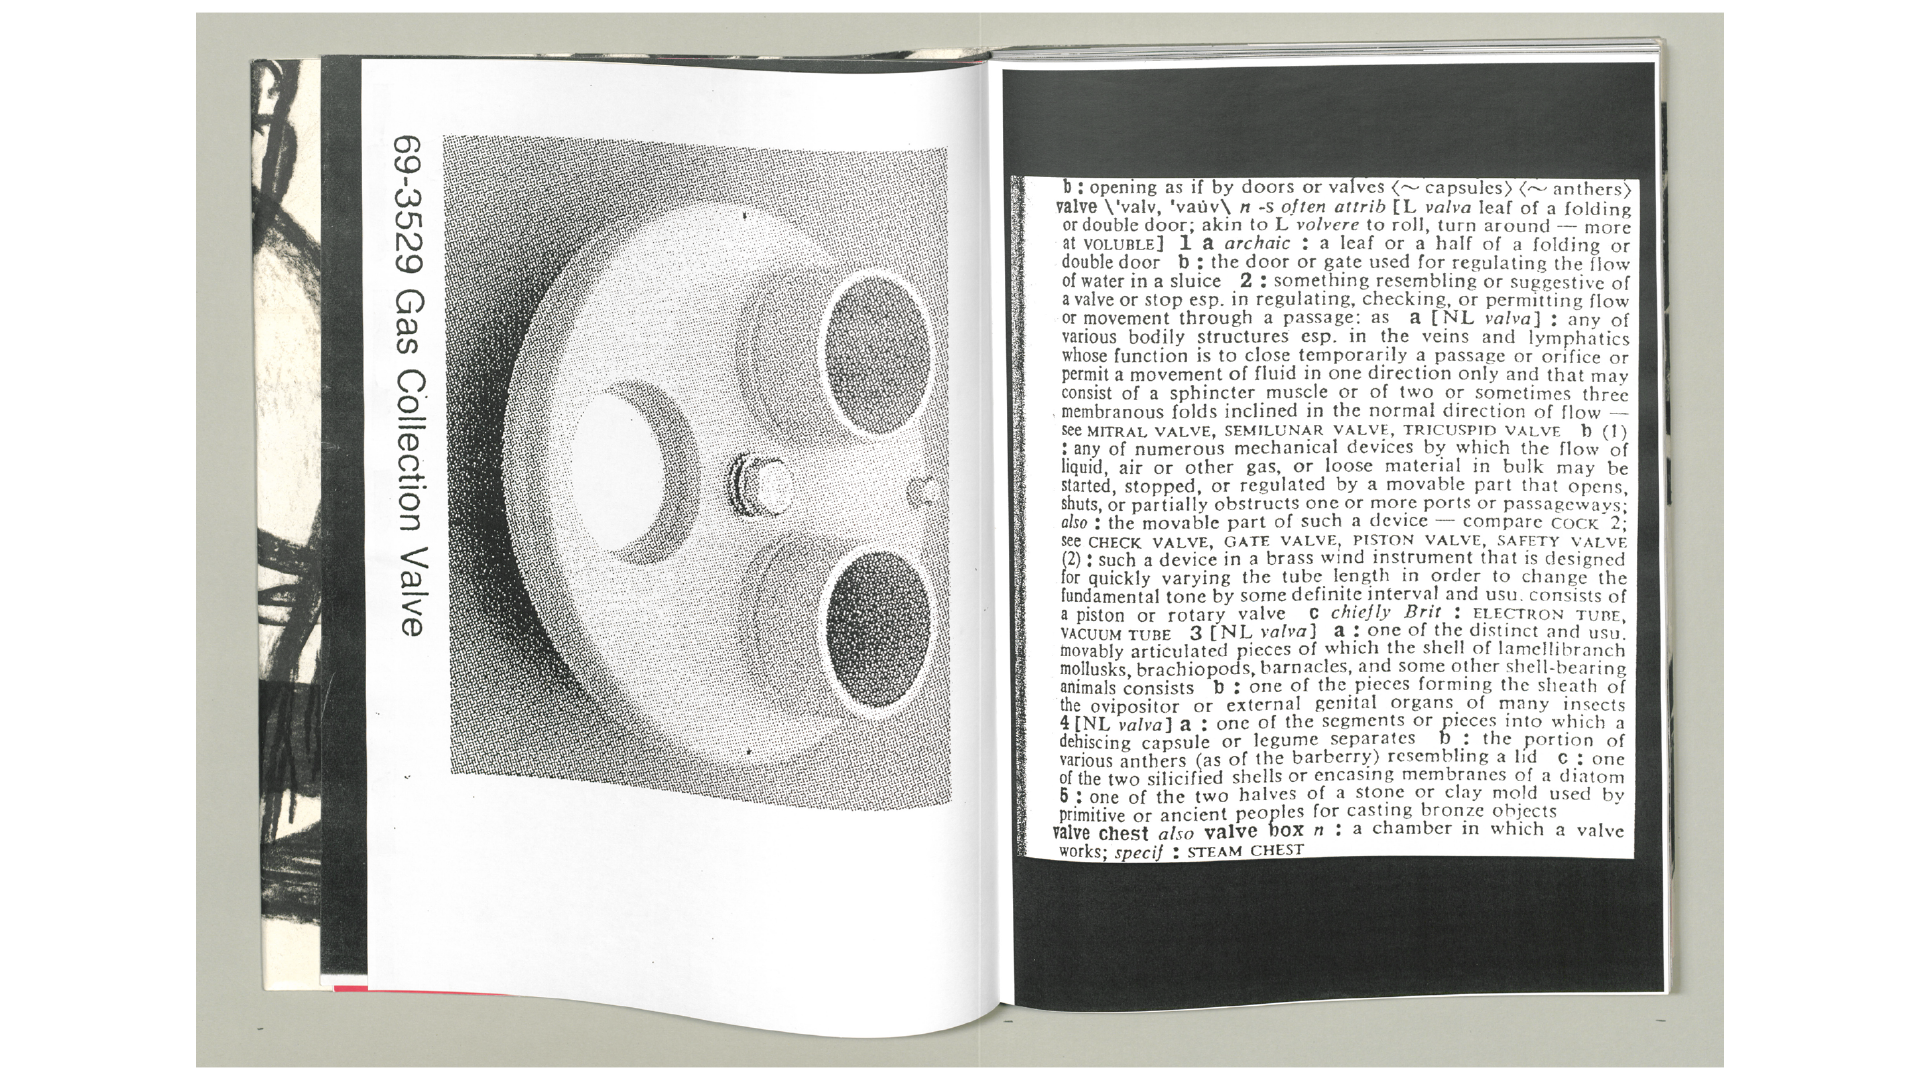 69-3529 Gas Collection Valve
b : opening as if by doors or valves ⟨~ capsules⟩ ⟨~ anthers⟩
valve \'valv, 'vau̇v\ n -s often attrib [L valva leaf of a folding
or double door; akin to L volvere to roll, turn around — more
at VOLUBLE] 1 a archaic : a leaf or a half of a folding or
double door b : the door or gate used for regulating the flow
of water in a sluice 2 : something resembling or suggestive of
a valve or stop esp. in regulating, checking, or permitting flow
or movement through a passage: as a [NL valva] : any of
various bodily structures esp. in the veins and lymphatics
whose function is to close temporarily a passage or orifice or
permit a movement of fluid in one direction only and that may
consist of a sphincter muscle or of two or sometimes three
membranous folds inclined in the normal direction of flow —
see MITRAL VALVE, SEMILUNAR VALVE, TRICUSPID VALVE b (1)
: any of numerous mechanical devices by which the flow of
liquid, air or other gas, or loose material in bulk may be
started, stopped, or regulated by a movable part that opens,
shuts, or partially obstructs one or more ports or passageways;
also : the movable part of such a device — compare COCK 2;
see CHECK VALVE, GATE VALVE, PISTON VALVE, SAFETY VALVE
(2) : such a device in a brass wind instrument that is designed
for quickly varying the tube length in order to change the
fundamental tone by some definite interval and usu. consists of
a piston or rotary valve c chiefly Brit : ELECTRON TUBE,
VACUUM TUBE 3 [NL valva] a : one of the distinct and usu.
movably articulated pieces of which the shell of lamellibranch
mollusks, brachiopods, barnacles, and some other shell-bearing
animals consists b : one of the pieces forming the sheath of
the ovipositor or external genital organs of many insects
4 [NL valva] a : one of the segments or pieces into which a
dehiscing capsule or legume separates b : the portion of
various anthers (as of the barberry) resembling a lid c : one
of the two silicified shells or encasing membranes of a diatom
5 : one of the two halves of a stone or clay mold used by
primitive or ancient peoples for casting bronze objects
valve chest also valve box n : a chamber in which a valve
works; specif : STEAM CHEST